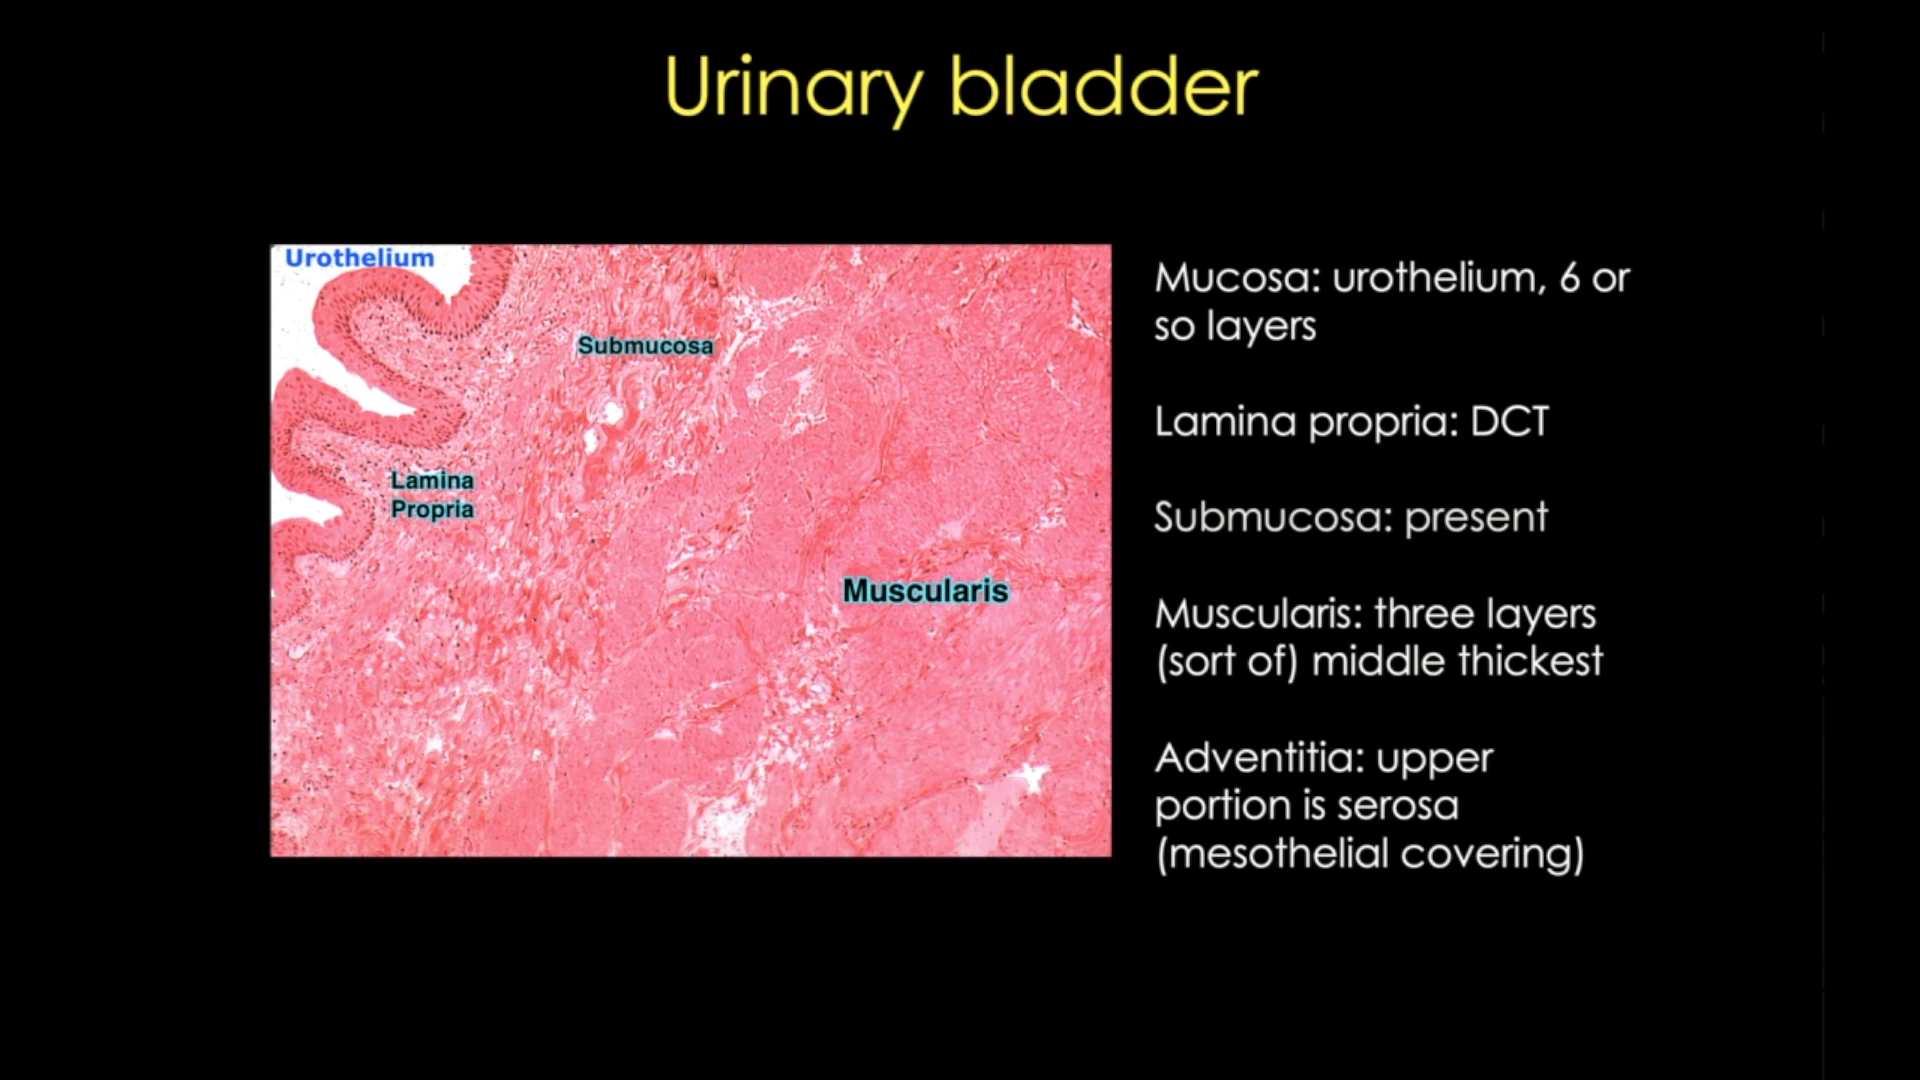 Urinary bladder
Urothelium
Submucosa
Lamina
Propria
Muscularis
Mucosa: urothelium, 6 or
so layers
Lamina propria: DCT
Submucosa: present
Muscularis: three layers
(sort of) middle thickest
Adventitia: upper
portion is serosa
(mesothelial covering)